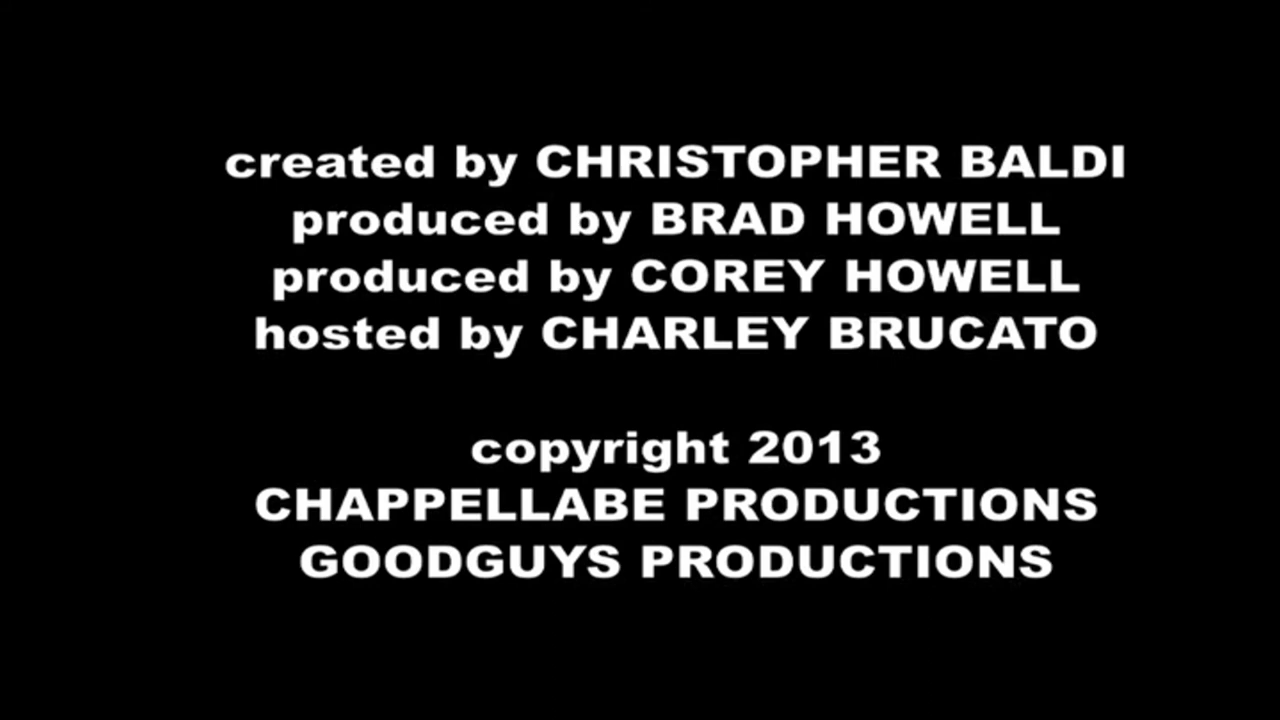 created by CHRISTOPHER BALDI
produced by BRAD HOWELL
produced by COREY HOWELL
hosted by CHARLEY BRUCATO
copyright 2013
CHAPPELLABE PRODUCTIONS
GOODGUYS PRODUCTIONS